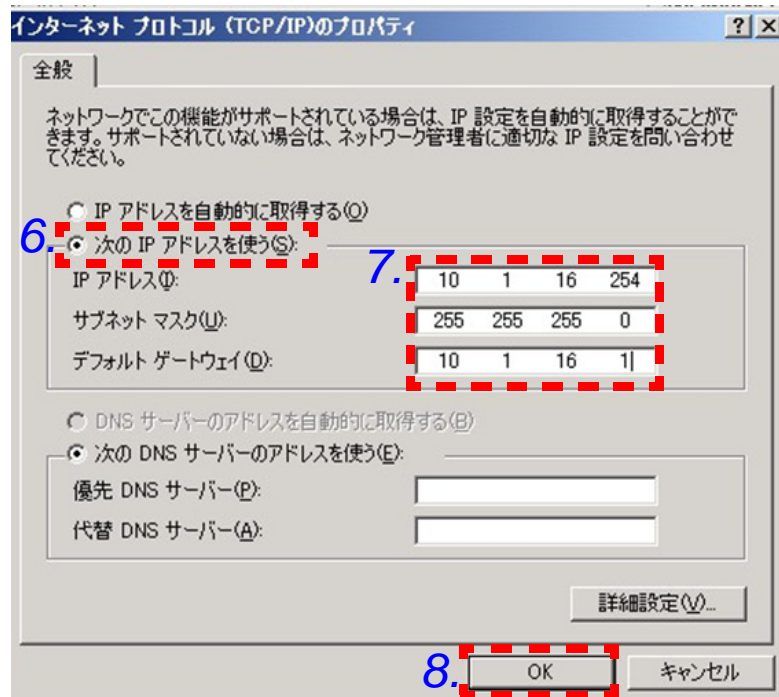 インターネット プロトコル (TCP/IP)のプロパティ
全般
ネットワークでこの機能がサポートされている場合は、IP 設定を自動的に取得することがで
きます。サポートされていない場合は、ネットワーク管理者に適切な IP 設定を問い合わせ
てください。
IP アドレスを自動的に取得する(O)
6. 次の IP アドレスを使う(S):
7.
IP アドレス(I): 10 1 16 254
サブネット マスク(U): 255 255 255 0
デフォルト ゲートウェイ(D): 10 1 16 1
DNS サーバーのアドレスを自動的に取得する(B)
次の DNS サーバーのアドレスを使う(E):
優先 DNS サーバー(P):
代替 DNS サーバー(A):
詳細設定(V)...
8. OK キャンセル